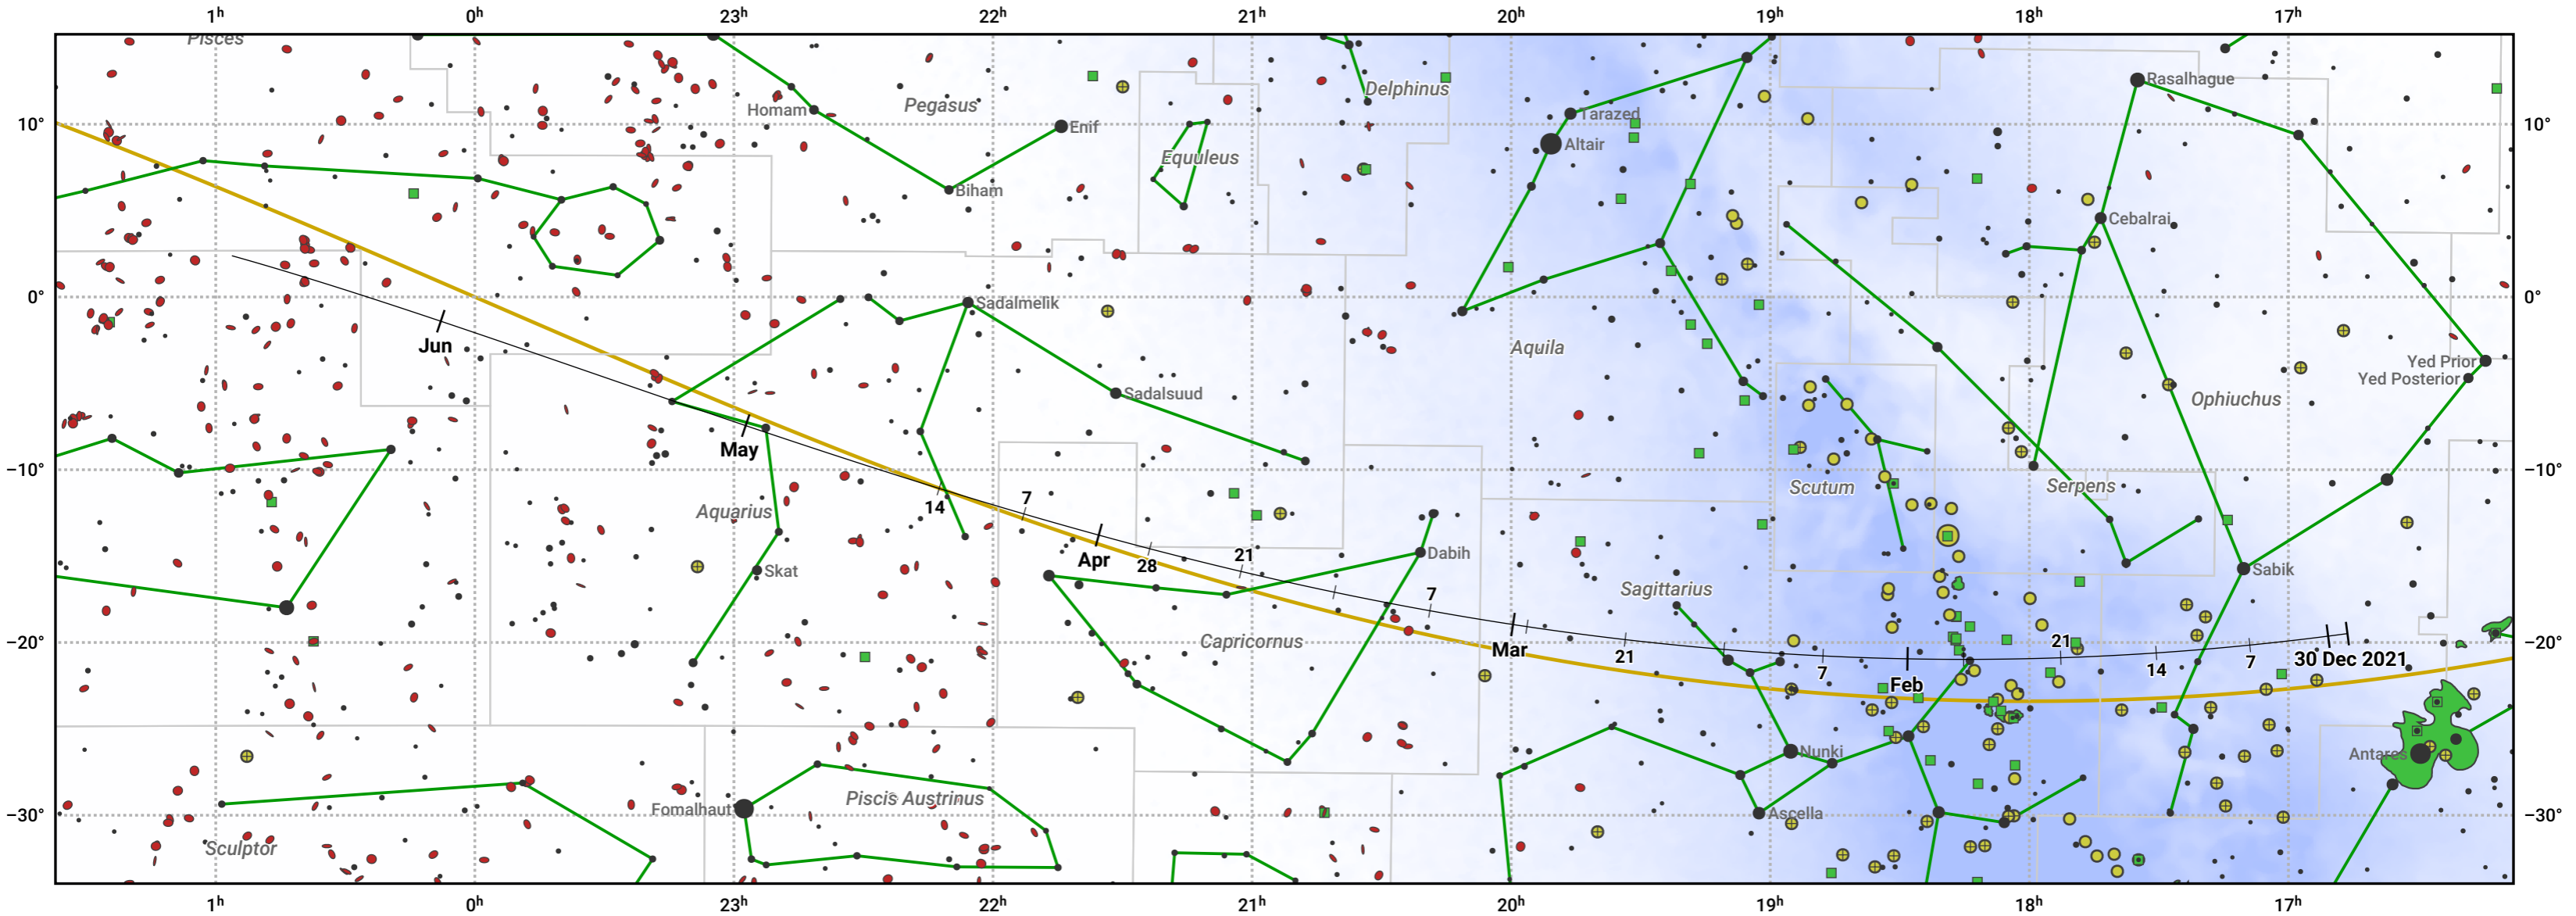 1h 0h 23h 22h 21h 20h 19h 18h 17h
Pisces
Delphinus
Rasalhague
Pegasus
Homam
Tarazed
10° 10°
Enif
Altair
Equuleus
Biham
Cebalrai
0° 0°
Sadalmelik
Jun
Aquila
Yed Prior
Yed Posterior
Sadalsuud
Ophiuchus
May
−10° −10°
Scutum
Serpens
7
14
Aquarius
Apr
21
Dabih
28
Skat
Sabik
Sagittarius
7
−20° −20°
Capricornus
Mar
21
7
Feb
21
14
7
30 Dec 2021
Nunki
Antares
Piscis Austrinus
Fomalhaut
Ascella
−30° −30°
Sculptor
1h 0h 23h 22h 21h 20h 19h 18h 17h